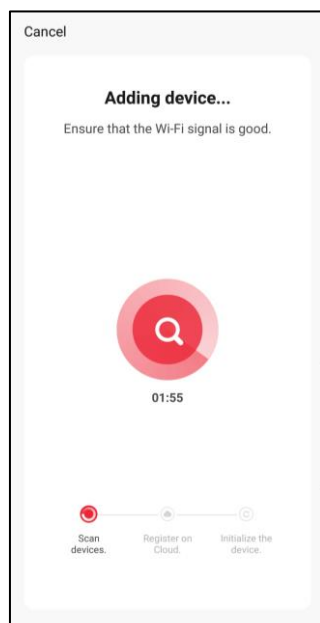 Cancel
Adding device...
Ensure that the Wi-Fi signal is good.
01:55
Scan
devices.
Register on
Cloud.
Initialize the
device.